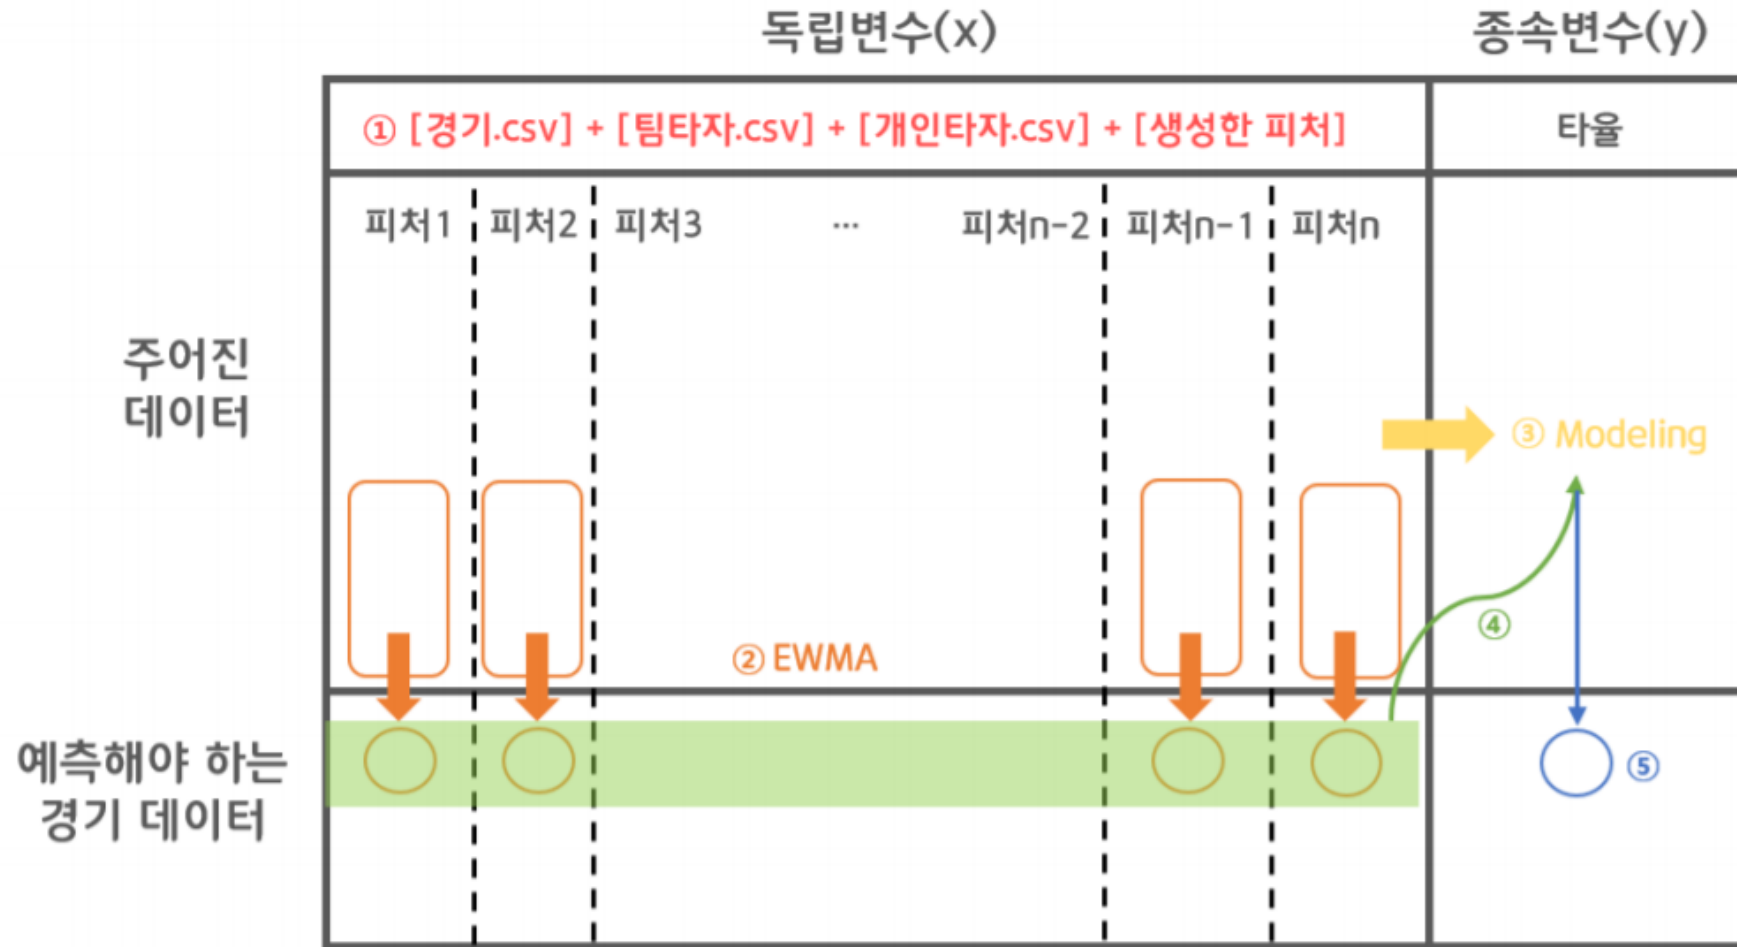 독립변수(x)
종속변수(y)
① [경기.csv] + [팀타자.csv] + [개인타자.csv] + [생성한 피처]
타율
피처1
피처2
피처3
...
피처n-2
피처n-1
피처n
주어진
데이터
③ Modeling
④
② EWMA
예측해야 하는
경기 데이터
⑤